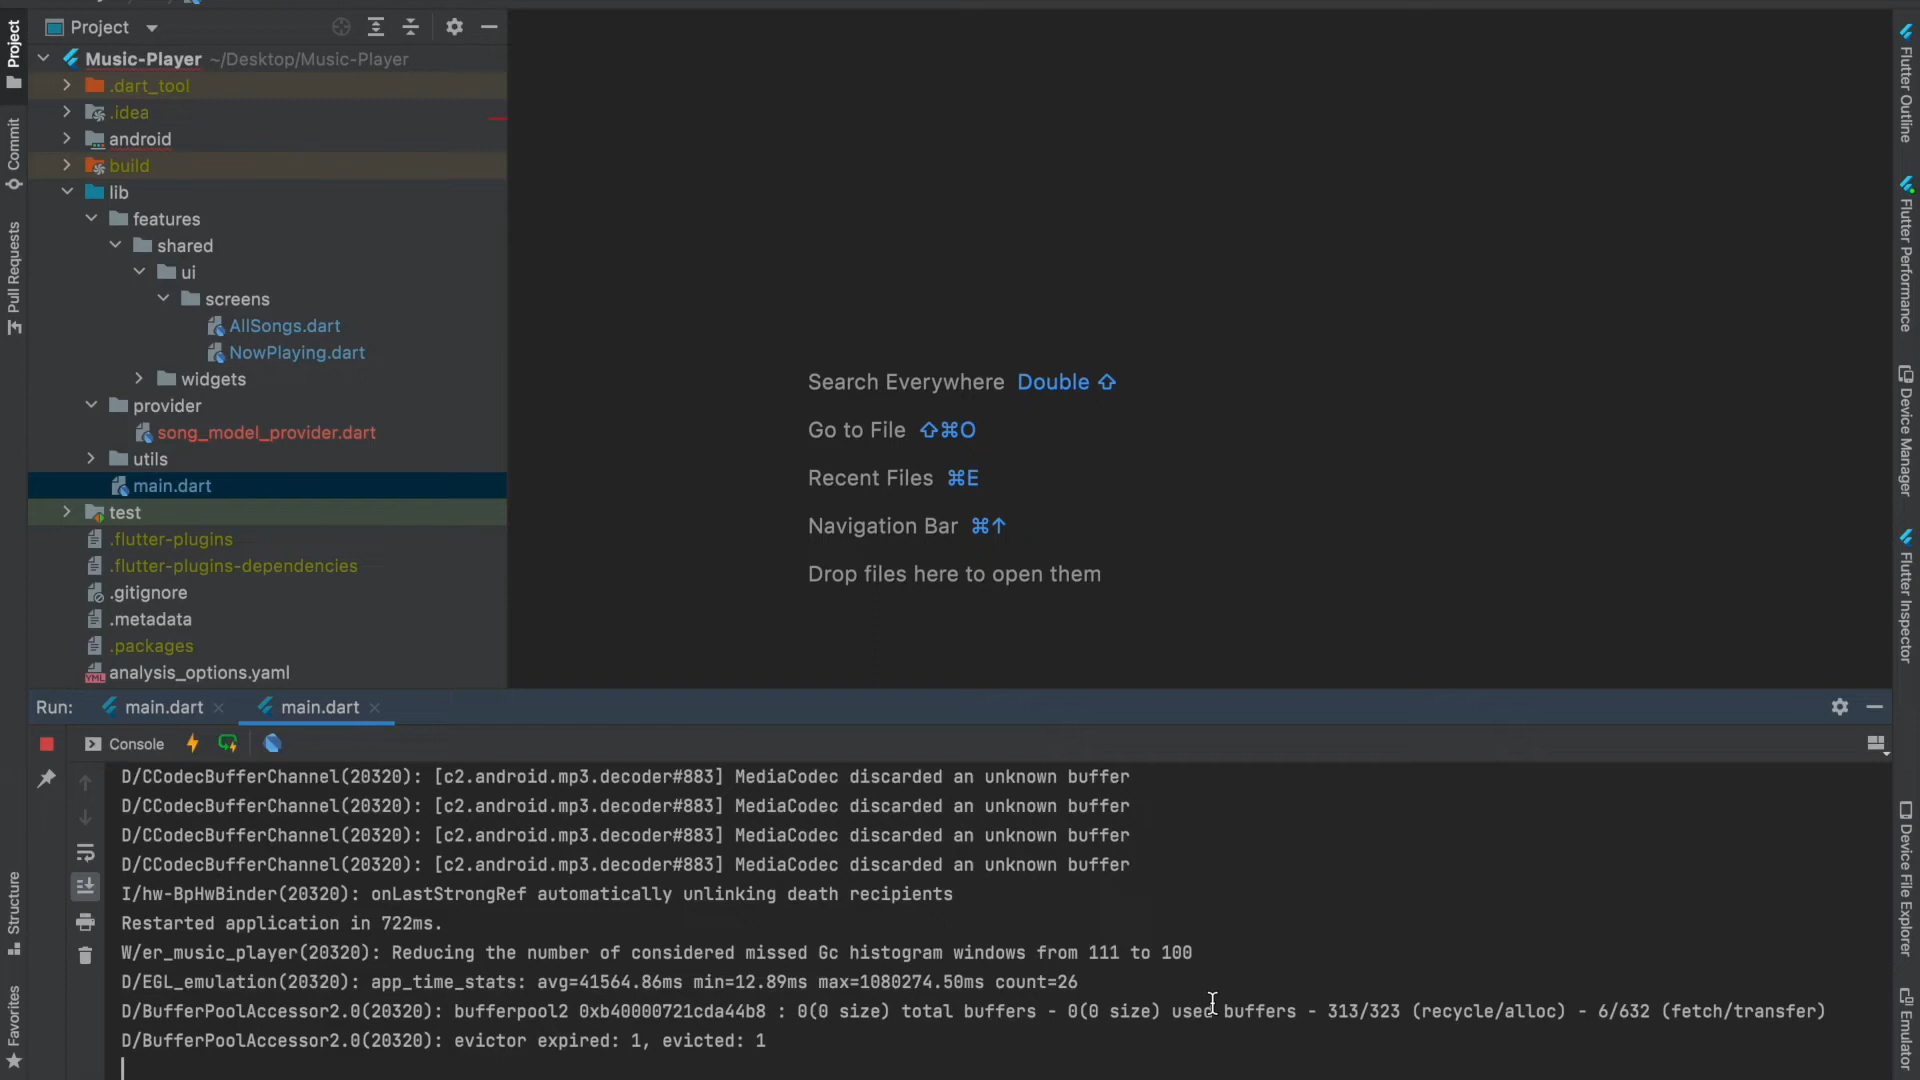 Project
Music-Player ~/Desktop/Music-Player
.dart_tool
.idea
android
build
lib
features
shared
ui
screens
AllSongs.dart
NowPlaying.dart
widgets
provider
song_model_provider.dart
utils
main.dart
test
.flutter-plugins
.flutter-plugins-dependencies
.gitignore
.metadata
.packages
analysis_options.yaml
Project
Commit
Pull Requests
Structure
Favorites
Search Everywhere Double ⇧
Go to File ⇧⌘O
Recent Files ⌘E
Navigation Bar ⌘↑
Drop files here to open them
Flutter Outline
Flutter Performance
Device Manager
Flutter Inspector
Device File Explorer
Emulator
Run: main.dart main.dart
Console
D/CCodecBufferChannel(20320): [c2.android.mp3.decoder#883] MediaCodec discarded an unknown buffer
D/CCodecBufferChannel(20320): [c2.android.mp3.decoder#883] MediaCodec discarded an unknown buffer
D/CCodecBufferChannel(20320): [c2.android.mp3.decoder#883] MediaCodec discarded an unknown buffer
D/CCodecBufferChannel(20320): [c2.android.mp3.decoder#883] MediaCodec discarded an unknown buffer
I/hw-BpHwBinder(20320): onLastStrongRef automatically unlinking death recipients
Restarted application in 722ms.
W/er_music_player(20320): Reducing the number of considered missed Gc histogram windows from 111 to 100
D/EGL_emulation(20320): app_time_stats: avg=41564.86ms min=12.89ms max=1080274.50ms count=26
D/BufferPoolAccessor2.0(20320): bufferpool2 0xb40000721cda44b8 : 0(0 size) total buffers - 0(0 size) used buffers - 313/323 (recycle/alloc) - 6/632 (fetch/transfer)
D/BufferPoolAccessor2.0(20320): evictor expired: 1, evicted: 1